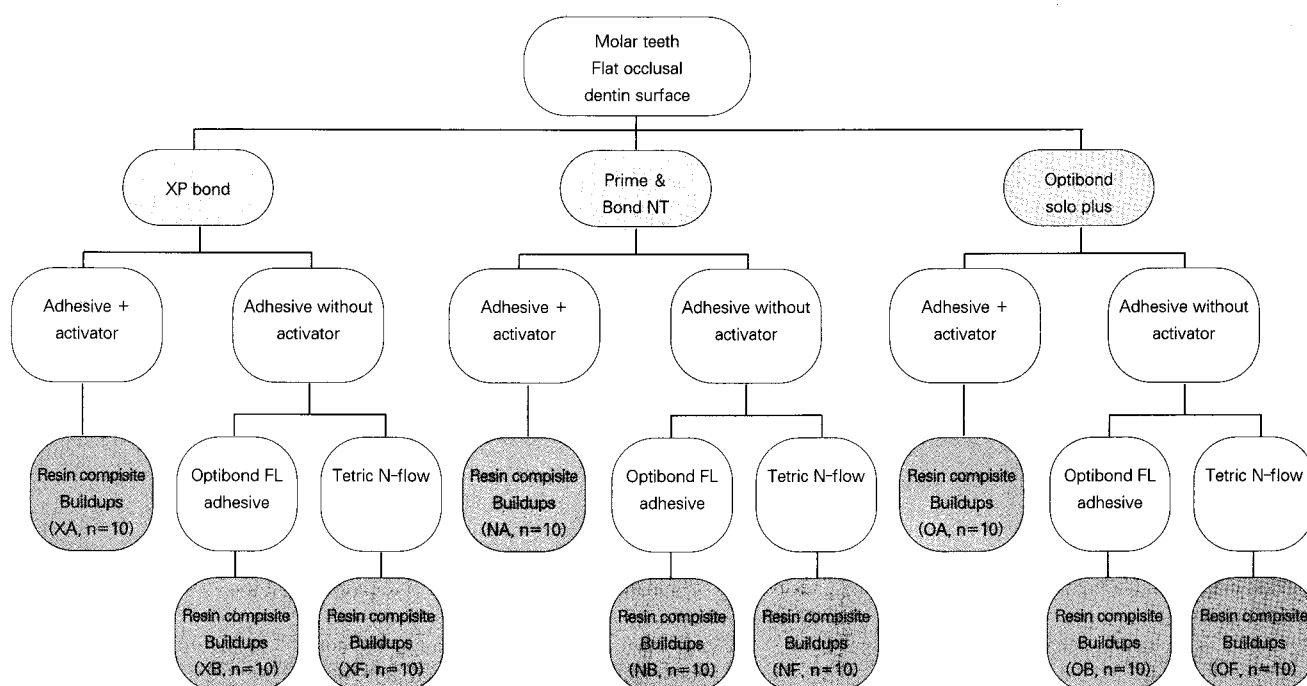 Molar teeth
Flat occlusal
dentin surface
XP bond
Prime &
Bond NT
Optibond
solo plus
Adhesive +
activator
Adhesive without
activator
Adhesive +
activator
Adhesive without
activator
Adhesive +
activator
Adhesive without
activator
Resin compisite
Buildups
(XA, n=10)
Optibond FL
adhesive
Tetric N-flow
Resin compisite
Buildups
(NA, n=10)
Optibond FL
adhesive
Tetric N-flow
Resin compisite
Buildups
(OA, n=10)
Optibond FL
adhesive
Tetric N-flow
Resin compisite
Buildups
(XB, n=10)
Resin compisite
Buildups
(XF, n=10)
Resin compisite
Buildups
(NB, n=10)
Resin compisite
Buildups
(NF, n=10)
Resin compisite
Buildups
(OB, n=10)
Resin compisite
Buildups
(OF, n=10)